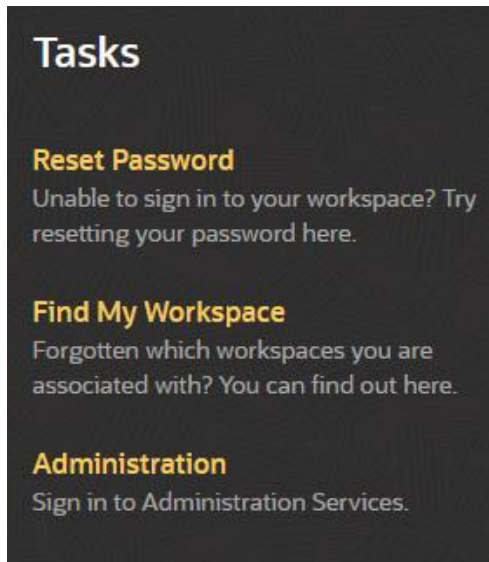 Tasks
Reset Password
Unable to sign in to your workspace? Try
resetting your password here.
Find My Workspace
Forgotten which workspaces you are
associated with? You can find out here.
Administration
Sign in to Administration Services.